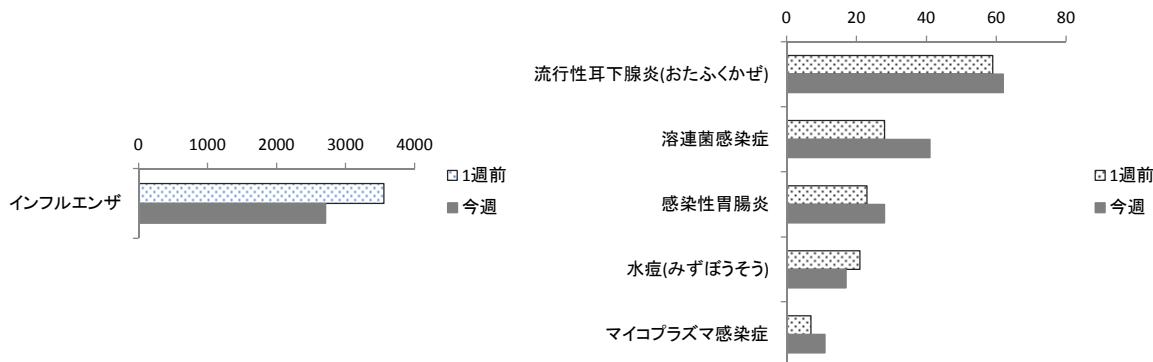 0 1000 2000 3000 4000
インフルエンザ
1週前
今週
0 20 40 60 80
流行性耳下腺炎(おたふくかぜ)
溶連菌感染症
感染性胃腸炎
水痘(みずぼうそう)
マイコプラズマ感染症
1週前
今週